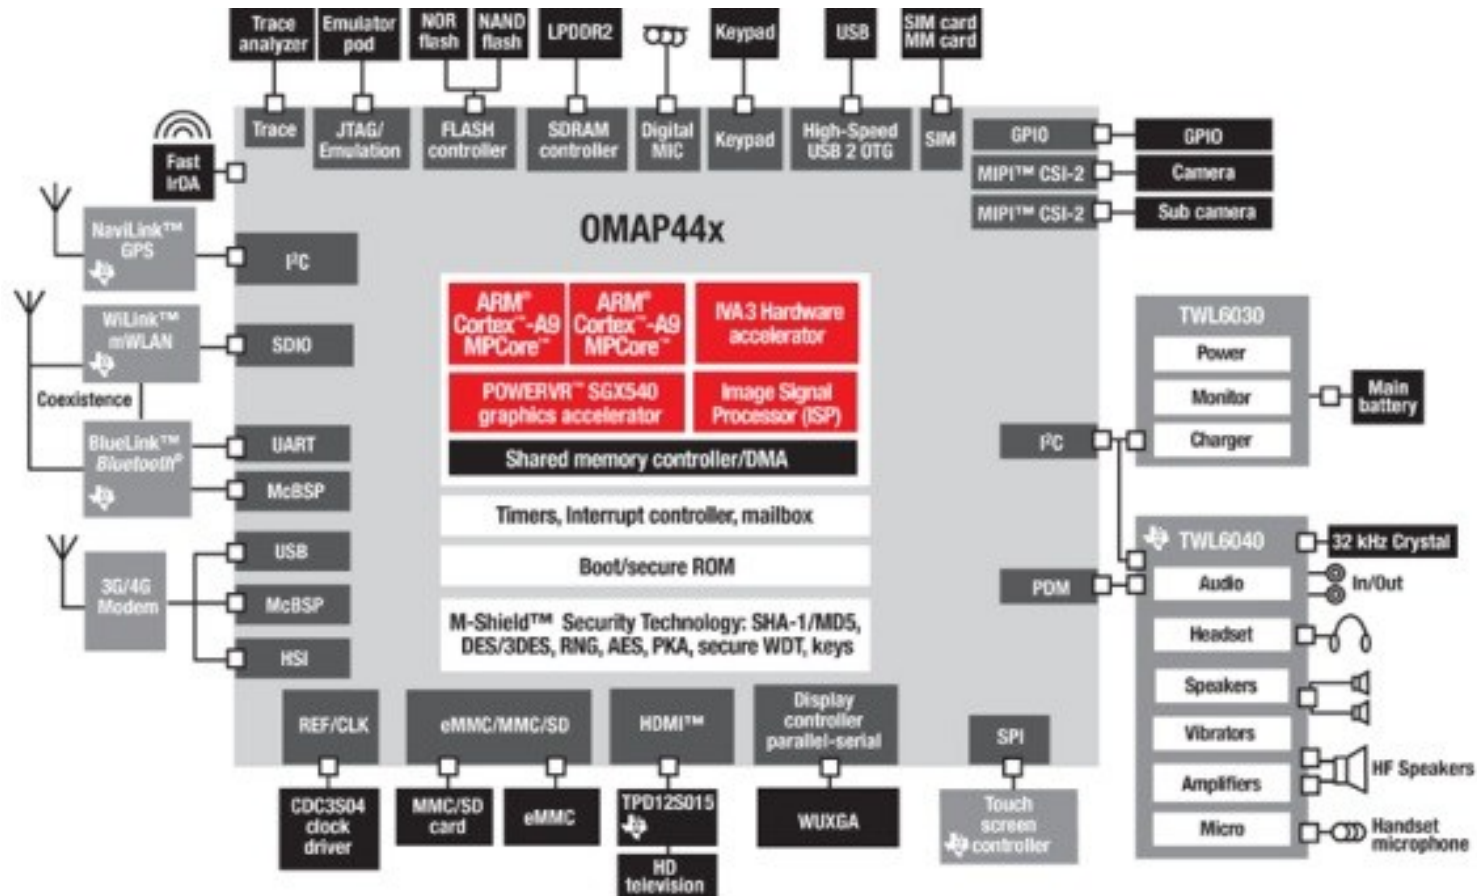 Trace
analyzer
Emulator
pod
NOR
flash
NAND
flash
LPDDR2
Keypad
USB
SIM card
MM card
Trace
JTAG/
Emulation
FLASH
controller
SDRAM
controller
Digital
MIC
Keypad
High-Speed
USB 2 OTG
SIM
GPIO
GPIO
MIPI™ CSI-2
Camera
MIPI™ CSI-2
Sub camera
Fast
IrDA
OMAP44x
NaviLink™
GPS
I²C
WiLink™
mWLAN
SDIO
Coexistence
BlueLink™
Bluetooth®
UART
McBSP
3G/4G
Modem
USB
McBSP
HSI
ARM®
Cortex™-A9
MPCore™
ARM®
Cortex™-A9
MPCore™
IVA 3 Hardware
accelerator
POWERVR™ SGX540
graphics accelerator
Image Signal
Processor (ISP)
Shared memory controller/DMA
Timers, Interrupt controller, mailbox
Boot/secure ROM
M-Shield™ Security Technology: SHA-1/MD5,
DES/3DES, RNG, AES, PKA, secure WDT, keys
I²C
PDM
TWL6030
Power
Monitor
Charger
Main
battery
TWL6040
32 kHz Crystal
Audio
In/Out
Headset
Speakers
Vibrators
Amplifiers
HF Speakers
Micro
Handset
microphone
REF/CLK
eMMC/MMC/SD
HDMI™
Display
controller
parallel-serial
SPI
CDC3S04
clock
driver
MMC/SD
card
eMMC
TPD12S015
HD
television
WUXGA
Touch
screen
controller